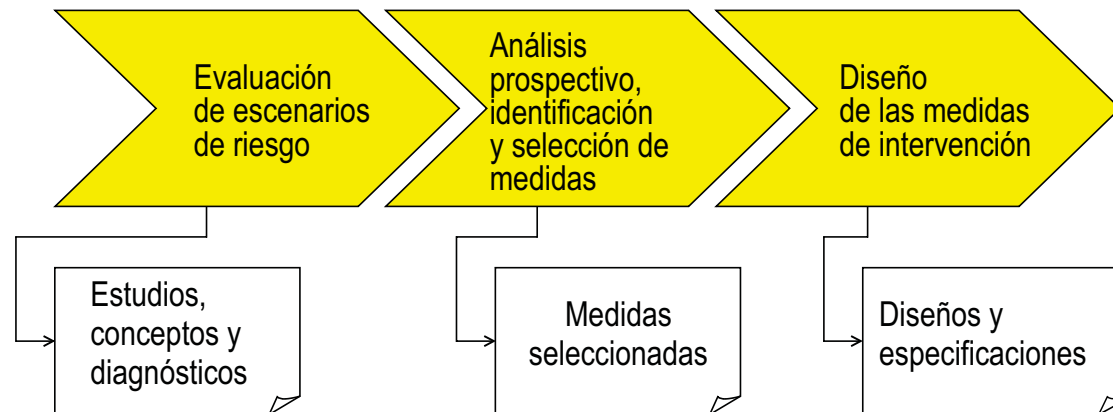 Evaluación
de escenarios
de riesgo
Análisis
prospectivo,
identificación
y selección de
medidas
Diseño
de las medidas
de intervención
Estudios,
conceptos y
diagnósticos
Medidas
seleccionadas
Diseños y
especificaciones